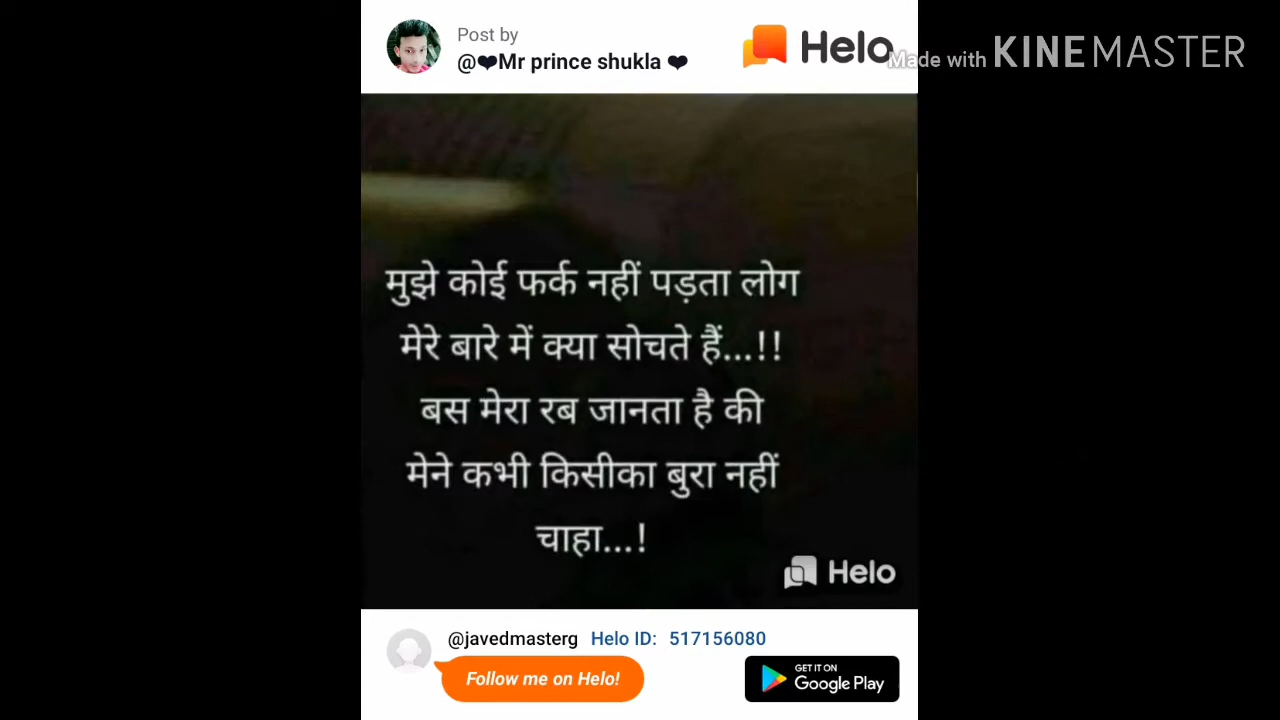 Post by
@❤Mr prince shukla ❤
Helo
Made with KINEMASTER
मुझे कोई फर्क नहीं पड़ता लोग
मेरे बारे में क्या सोचते हैं...!!
बस मेरा रब जानता है की
मेने कभी किसीका बुरा नहीं
चाहा...!
Helo
@javedmasterg Helo ID: 517156080
Follow me on Helo!
GET IT ON
Google Play